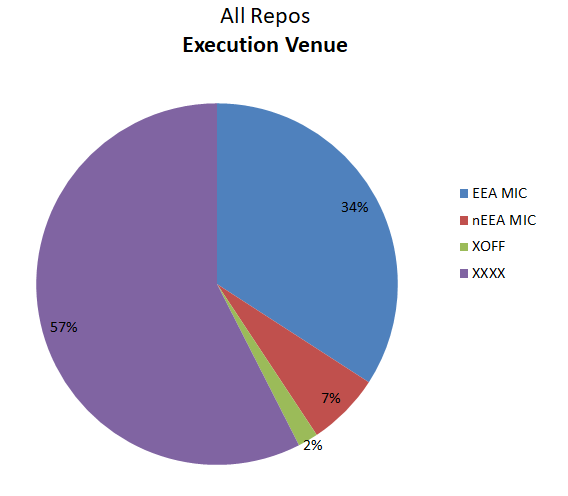 All Repos
Execution Venue
34%
7%
2%
57%
EEA MIC
nEEA MIC
XOFF
XXXX